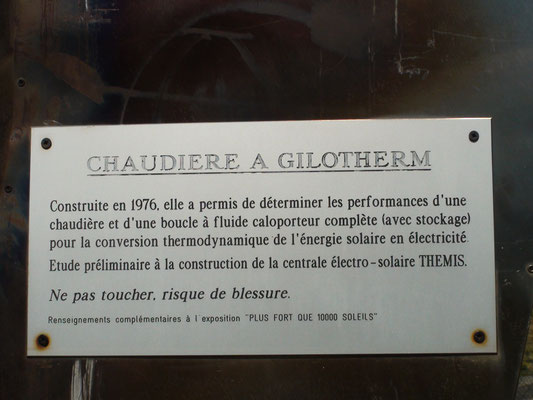 CHAUDIERE A GILOTHERM
Construite en 1976, elle a permis de déterminer les performances d'une
chaudière et d'une boucle à fluide caloporteur complète (avec stockage)
pour la conversion thermodynamique de l'énergie solaire en électricité.
Etude préliminaire à la construction de la centrale électro-solaire THEMIS.
Ne pas toucher, risque de blessure.
Renseignements complémentaires à l'exposition "PLUS FORT QUE 10000 SOLEILS"